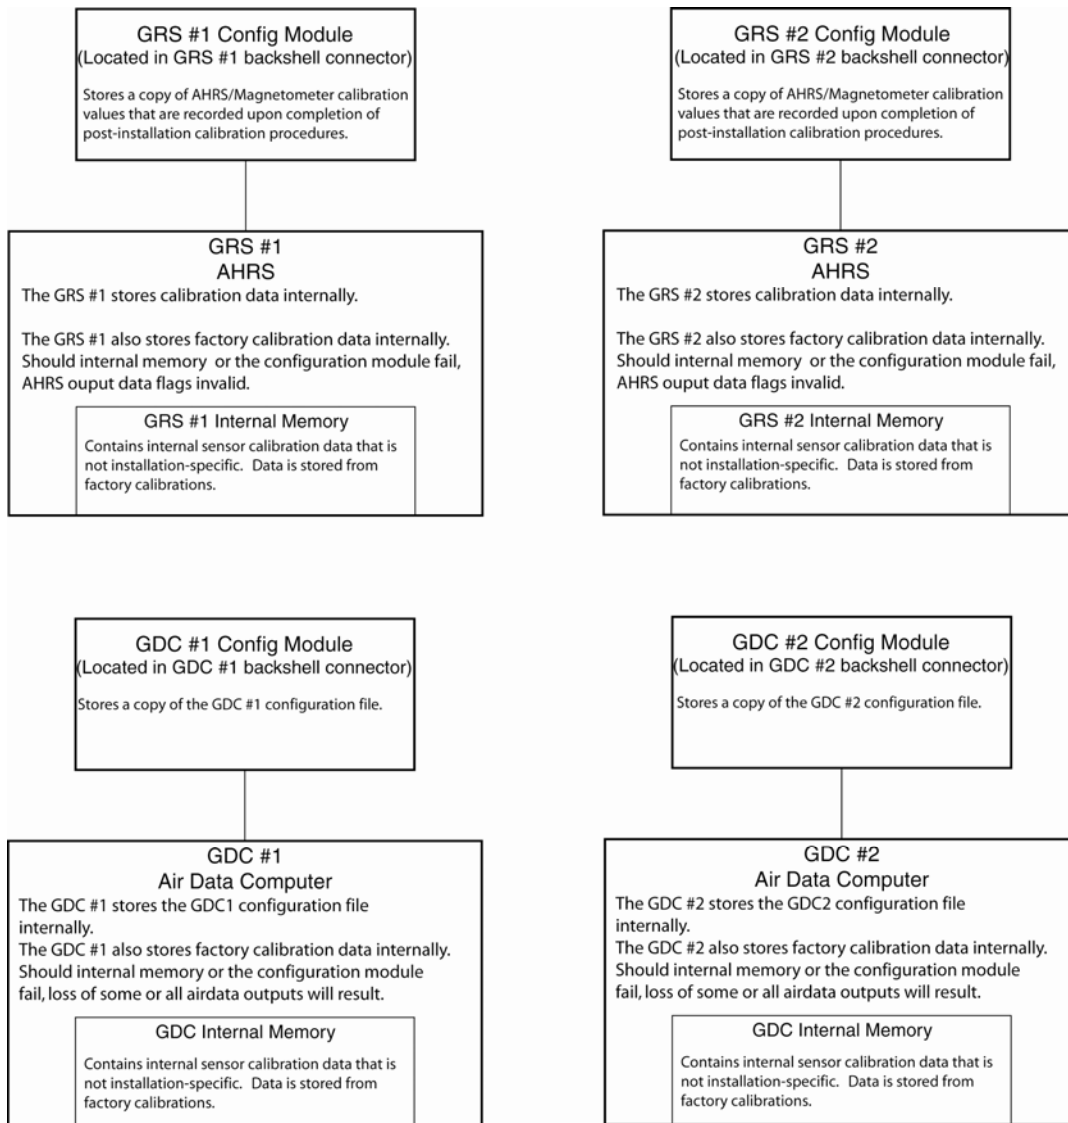 GRS #1 Config Module
(Located in GRS #1 backshell connector)
Stores a copy of AHRS/Magnetometer calibration
values that are recorded upon completion of
post-installation calibration procedures.
GRS #2 Config Module
(Located in GRS #2 backshell connector)
Stores a copy of AHRS/Magnetometer calibration
values that are recorded upon completion of
post-installation calibration procedures.
GRS #1
AHRS
The GRS #1 stores calibration data internally.
The GRS #1 also stores factory calibration data internally.
Should internal memory or the configuration module fail,
AHRS ouput data flags invalid.
GRS #1 Internal Memory
Contains internal sensor calibration data that is
not installation-specific. Data is stored from
factory calibrations.
GRS #2
AHRS
The GRS #2 stores calibration data internally.
The GRS #2 also stores factory calibration data internally.
Should internal memory or the configuration module fail,
AHRS ouput data flags invalid.
GRS #2 Internal Memory
Contains internal sensor calibration data that is
not installation-specific. Data is stored from
factory calibrations.
GDC #1 Config Module
(Located in GDC #1 backshell connector)
Stores a copy of the GDC #1 configuration file.
GDC #2 Config Module
(Located in GDC #2 backshell connector)
Stores a copy of the GDC #2 configuration file.
GDC #1
Air Data Computer
The GDC #1 stores the GDC1 configuration file
internally.
The GDC #1 also stores factory calibration data internally.
Should internal memory or the configuration module
fail, loss of some or all airdata outputs will result.
GDC Internal Memory
Contains internal sensor calibration data that is
not installation-specific. Data is stored from
factory calibrations.
GDC #2
Air Data Computer
The GDC #2 stores the GDC2 configuration file
internally.
The GDC #2 also stores factory calibration data internally.
Should internal memory or the configuration module
fail, loss of some or all airdata outputs will result.
GDC Internal Memory
Contains internal sensor calibration data that is
not installation-specific. Data is stored from
factory calibrations.